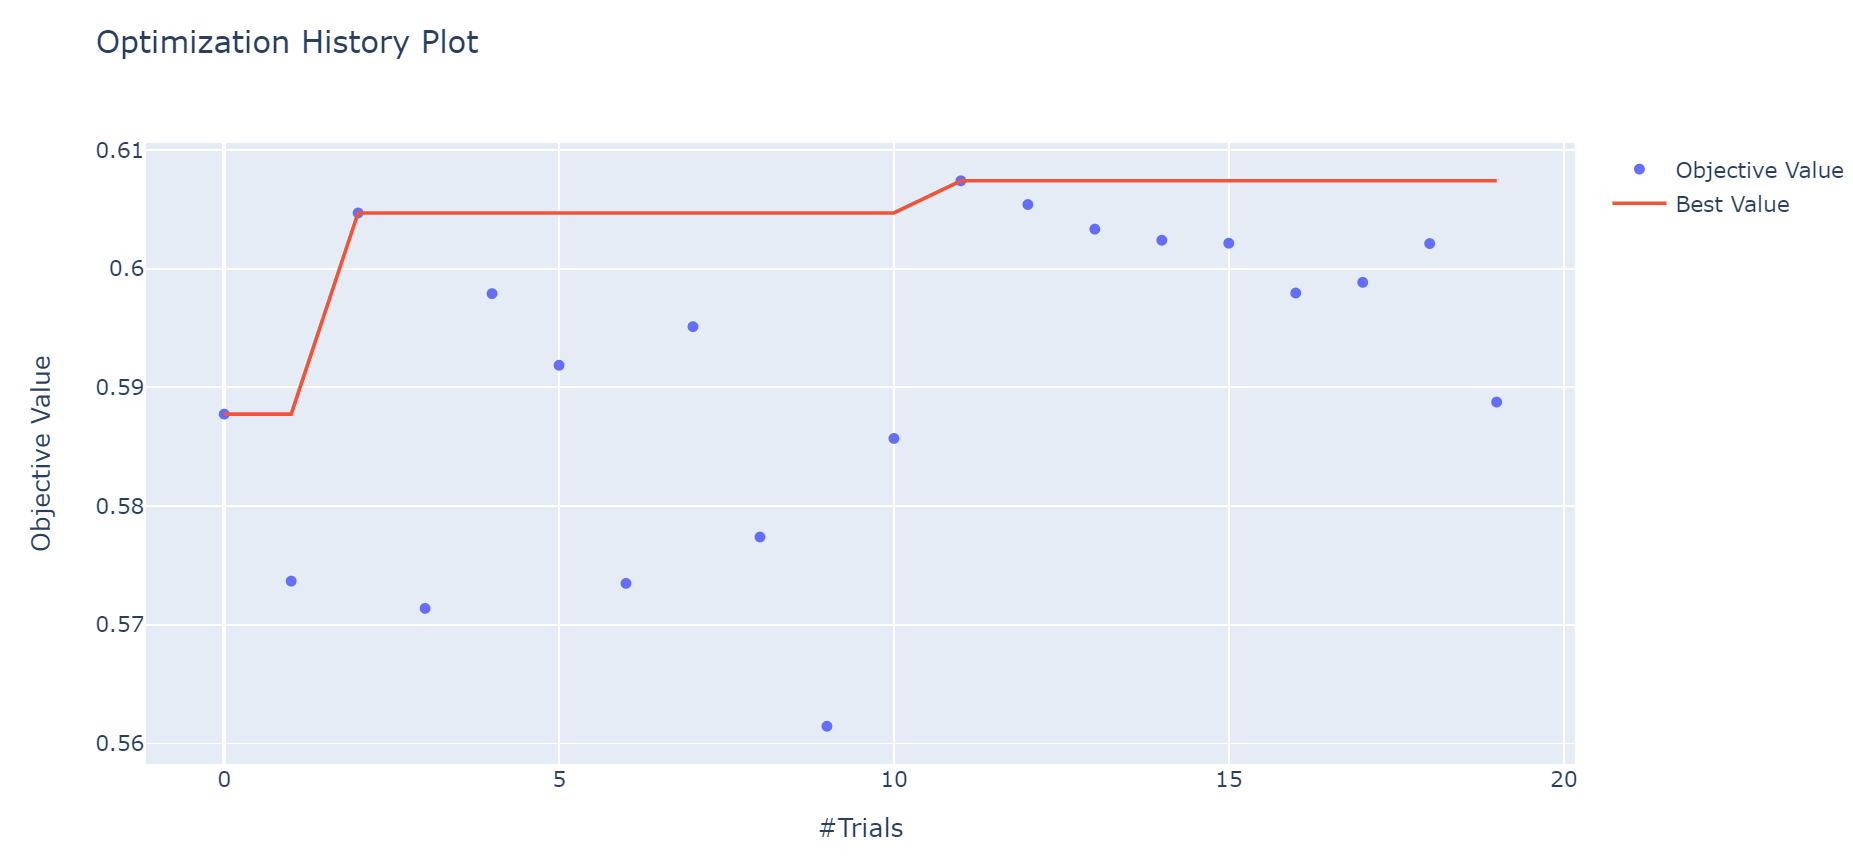 Optimization History Plot
0.61
0.6
0.59
0.58
0.57
0.56
Objective Value
0 5 10 15 20
#Trials
Objective Value
Best Value